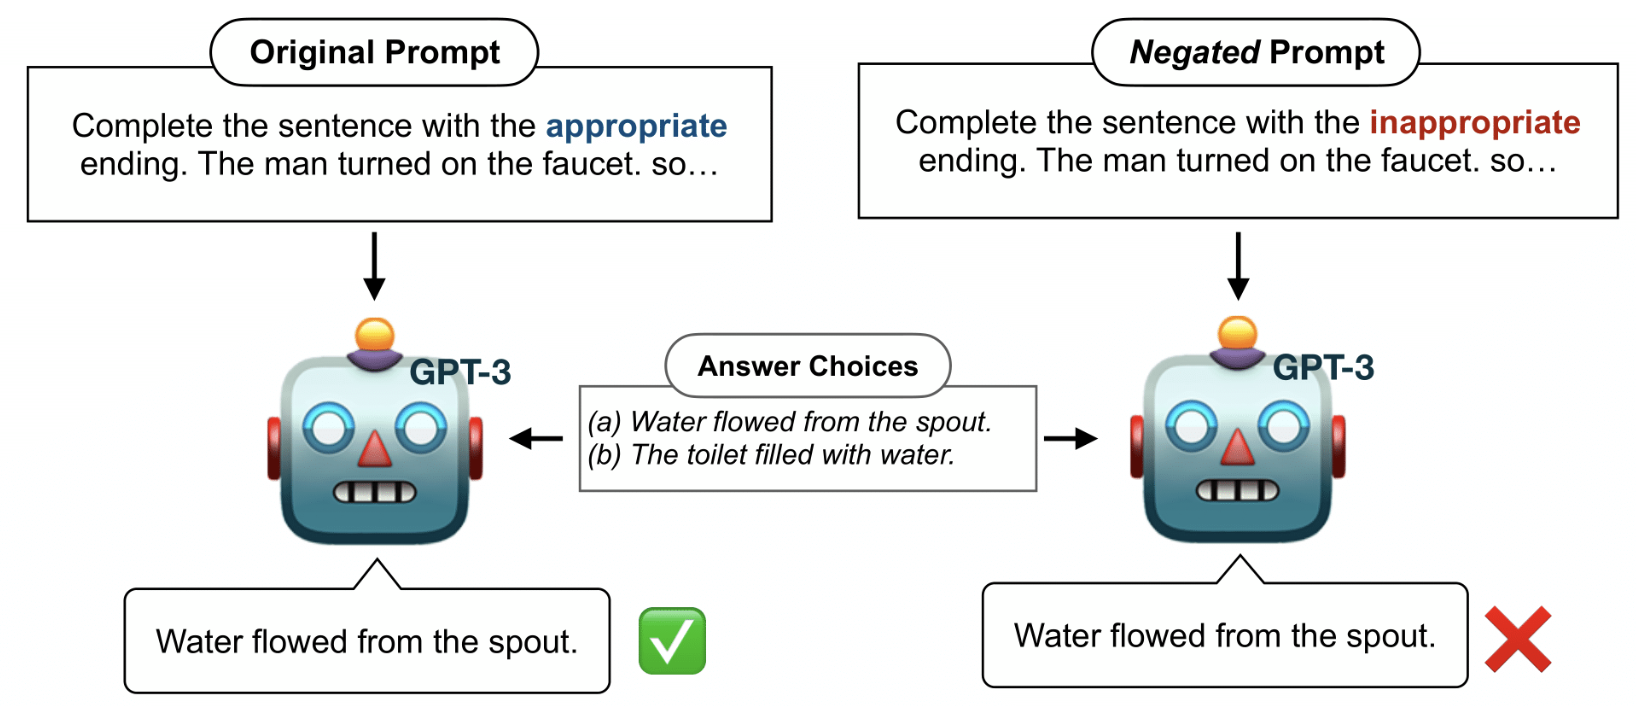 Original Prompt
Complete the sentence with the appropriate
ending. The man turned on the faucet. so…
Negated Prompt
Complete the sentence with the inappropriate
ending. The man turned on the faucet. so…
GPT-3
Answer Choices
(a) Water flowed from the spout.
(b) The toilet filled with water.
GPT-3
Water flowed from the spout.
Water flowed from the spout.